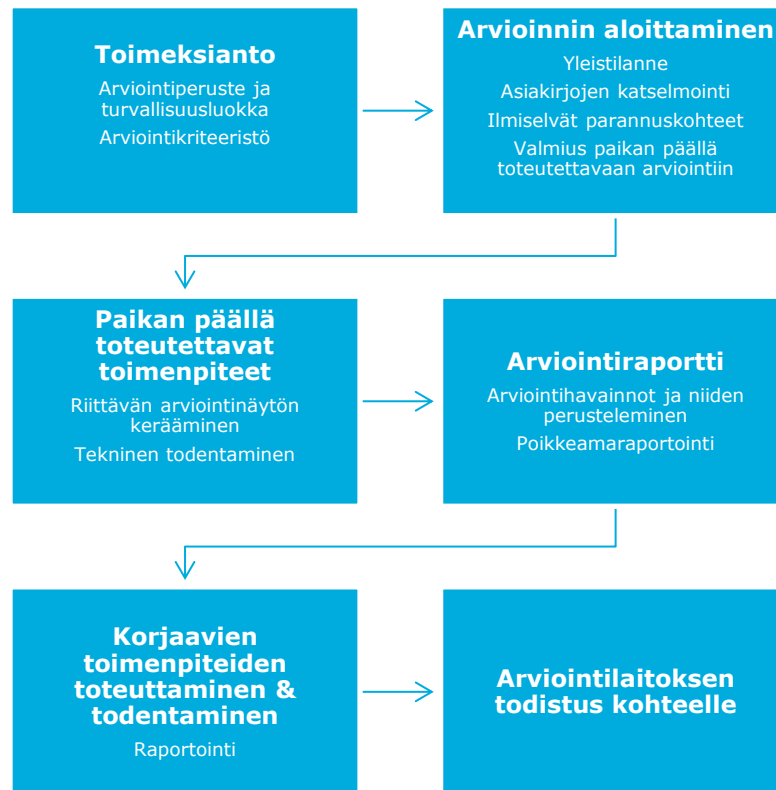 Toimeksianto
Arviointiperuste ja
turvallisuusluokka
Arviointikriteeristö
Arvioinnin aloittaminen
Yleistilanne
Asiakirjojen katselmointi
Ilmiselvät parannuskohteet
Valmius paikan päällä
toteutettavaan arviointiin
Paikan päällä
toteutettavat
toimenpiteet
Riittävän arviointinäytön
kerääminen
Tekninen todentaminen
Arviointiraportti
Arviointihavainnot ja niiden
perusteleminen
Poikkeamaraportointi
Korjaavien
toimenpiteiden
toteuttaminen &
todentaminen
Raportointi
Arviointilaitoksen
todistus kohteelle